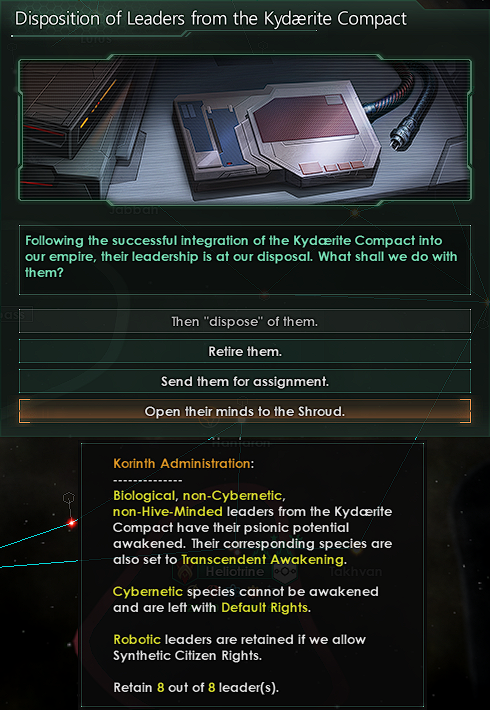 Disposition of Leaders from the Kydærite Compact
Following the successful integration of the Kydærite Compact into
our empire, their leadership is at our disposal. What shall we do with
them?
Then "dispose" of them.
Retire them.
Send them for assignment.
Open their minds to the Shroud.
Korinth Administration:
--------------
Biological, non-Cybernetic,
non-Hive-Minded leaders from the Kydærite
Compact have their psionic potential
awakened. Their corresponding species are
also set to Transcendent Awakening.
Cybernetic species cannot be awakened
and are left with Default Rights.
Robotic leaders are retained if we allow
Synthetic Citizen Rights.
Retain 8 out of 8 leader(s).